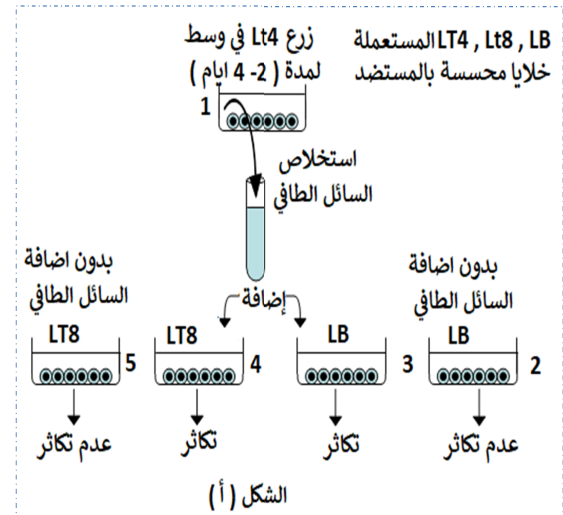 LT4 , Lt8 , LB المستعملة
خلايا محسسة بالمستضد
زرع Lt4 في وسط
لمدة ( 2- 4 ايام )
1
استخلاص
السائل الطافي
بدون اضافة
السائل الطافي
إضافة
بدون اضافة
السائل الطافي
LB
2
LB
3
LT8
4
LT8
5
عدم تكاثر
تكاثر
تكاثر
عدم تكاثر
الشكل ( أ )